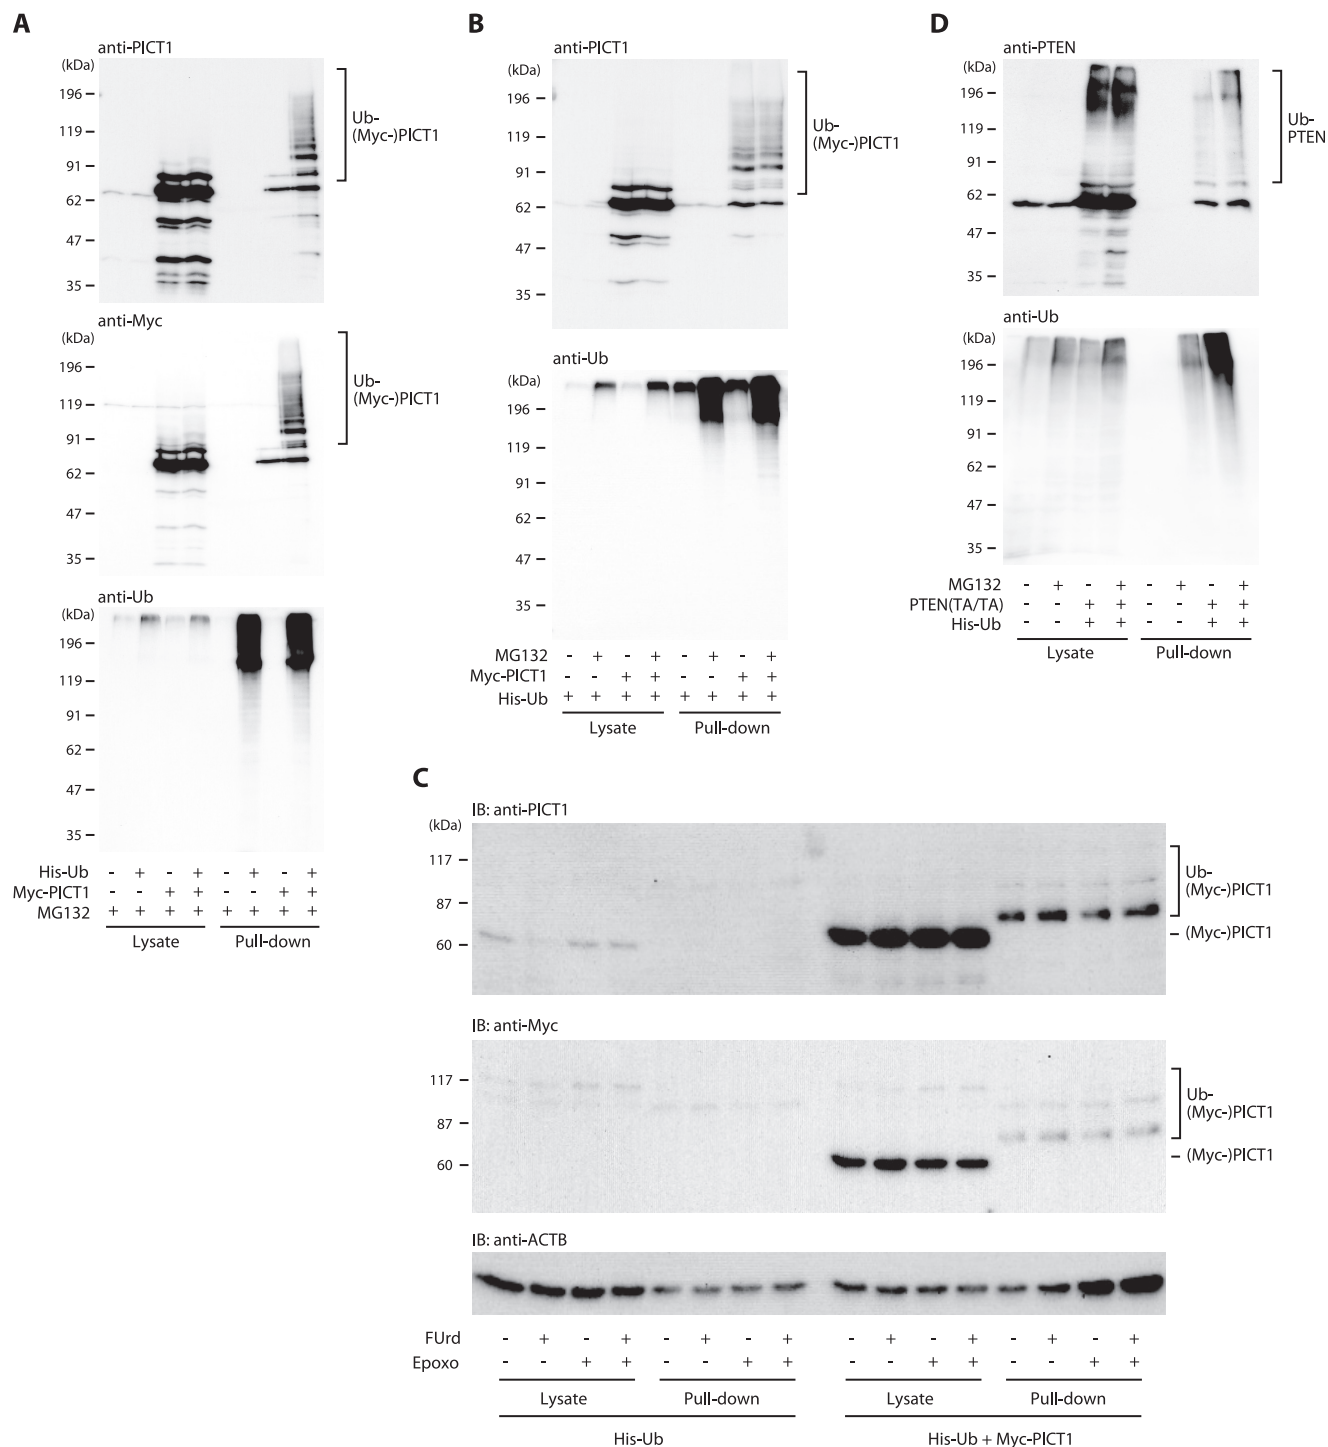 A
anti-PICT1
(kDa)
196
119
91
62
47
35
Ub-
(Myc-)PICT1
anti-Myc
(kDa)
196
119
91
62
47
35
Ub-
(Myc-)PICT1
anti-Ub
(kDa)
196
119
91
62
47
35
His-Ub - + - + - + - +
Myc-PICT1 - - + + - - + +
MG132 + + + + + + + +
Lysate Pull-down
B
anti-PICT1
(kDa)
196
119
91
62
47
35
Ub-
(Myc-)PICT1
anti-Ub
(kDa)
196
119
91
62
47
35
MG132 - + - + - + - +
Myc-PICT1 - - + + - - + +
His-Ub + + + + + + + +
Lysate Pull-down
D
anti-PTEN
(kDa)
196
119
91
62
47
35
Ub-
PTEN
anti-Ub
196
119
91
62
47
35
MG132 - + - + - + - +
PTEN(TA/TA) - - + + - - + +
His-Ub - - + + - - + +
Lysate Pull-down
C
IB: anti-PICT1
(kDa)
117
87
60
Ub-
(Myc-)PICT1
(Myc-)PICT1
IB: anti-Myc
117
87
60
Ub-
(Myc-)PICT1
(Myc-)PICT1
IB: anti-ACTB
FUrd - + - + - + - + - + - + - + - +
Epoxo - - + + - - + + - - + + - - + +
Lysate Pull-down Lysate Pull-down
His-Ub His-Ub + Myc-PICT1